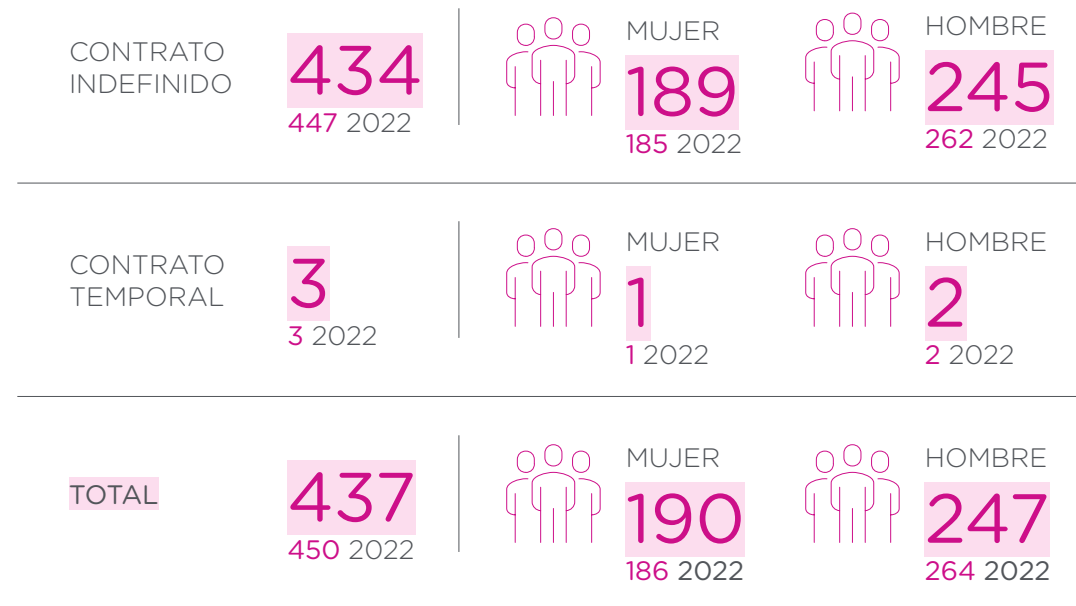 CONTRATO
INDEFINIDO
434
447 2022
MUJER
189
185 2022
HOMBRE
245
262 2022
CONTRATO
TEMPORAL
3
3 2022
MUJER
1
1 2022
HOMBRE
2
2 2022
TOTAL
437
450 2022
MUJER
190
186 2022
HOMBRE
247
264 2022